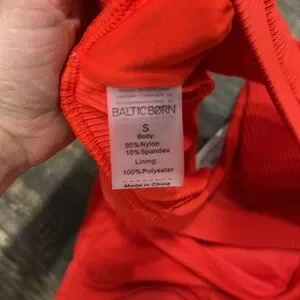 BALTIC BØRN
S
Body:
90%Nylon
10%Spandex
Lining:
100%Polyester
Made in China